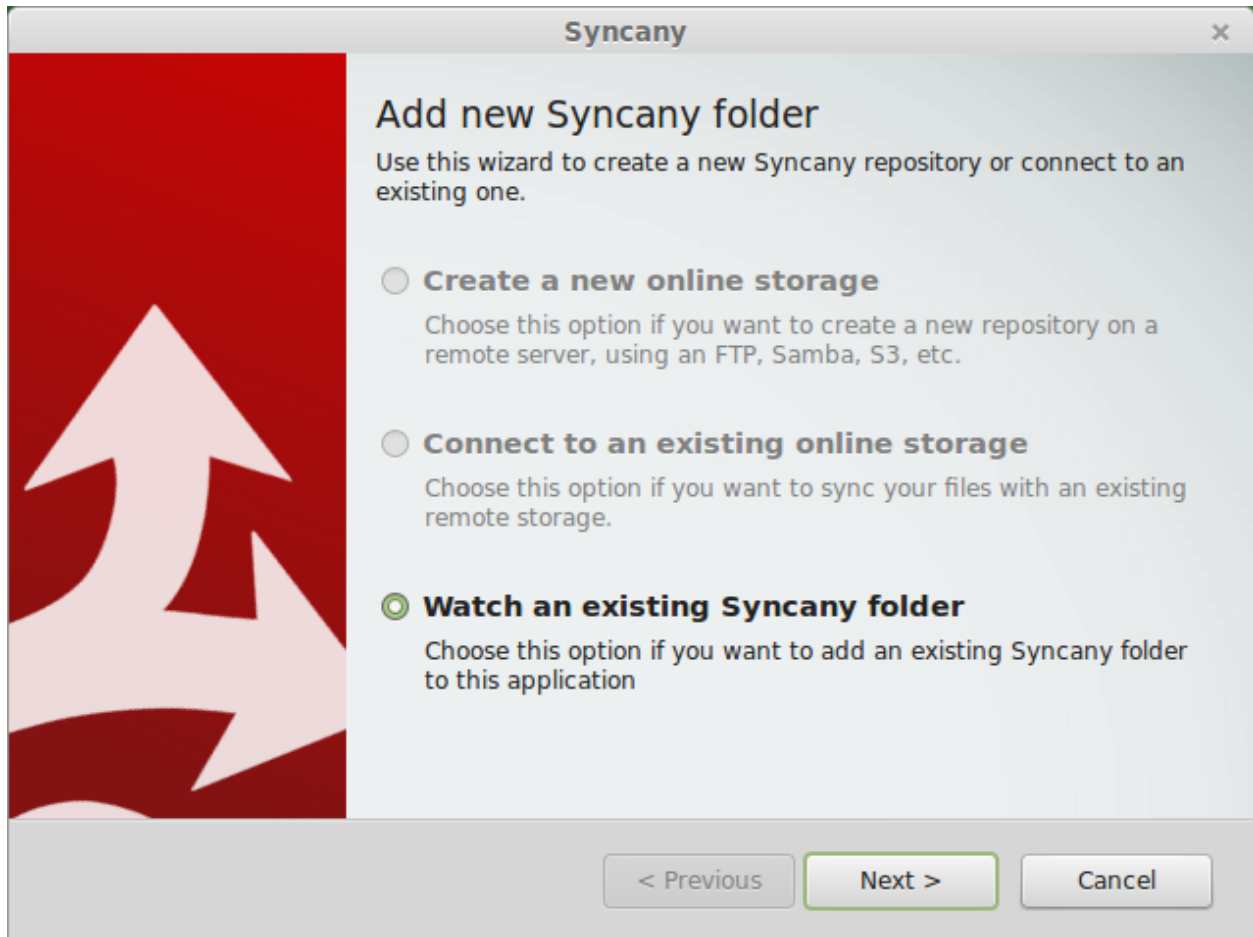 Syncany
Add new Syncany folder
Use this wizard to create a new Syncany repository or connect to an
existing one.
Create a new online storage
Choose this option if you want to create a new repository on a
remote server, using an FTP, Samba, S3, etc.
Connect to an existing online storage
Choose this option if you want to sync your files with an existing
remote storage.
Watch an existing Syncany folder
Choose this option if you want to add an existing Syncany folder
to this application
< Previous Next > Cancel